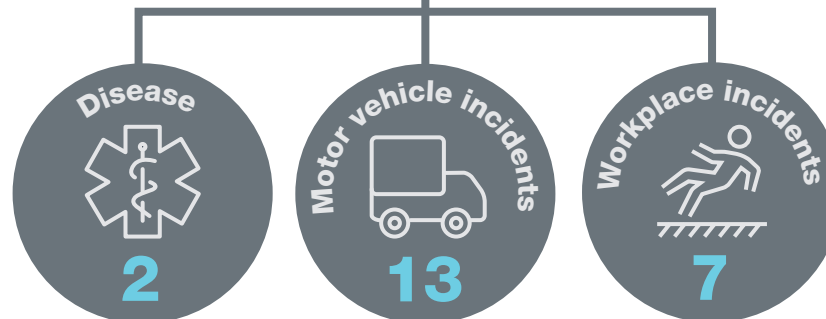 Disease
2
Motor vehicle incidents
13
Workplace incidents
7